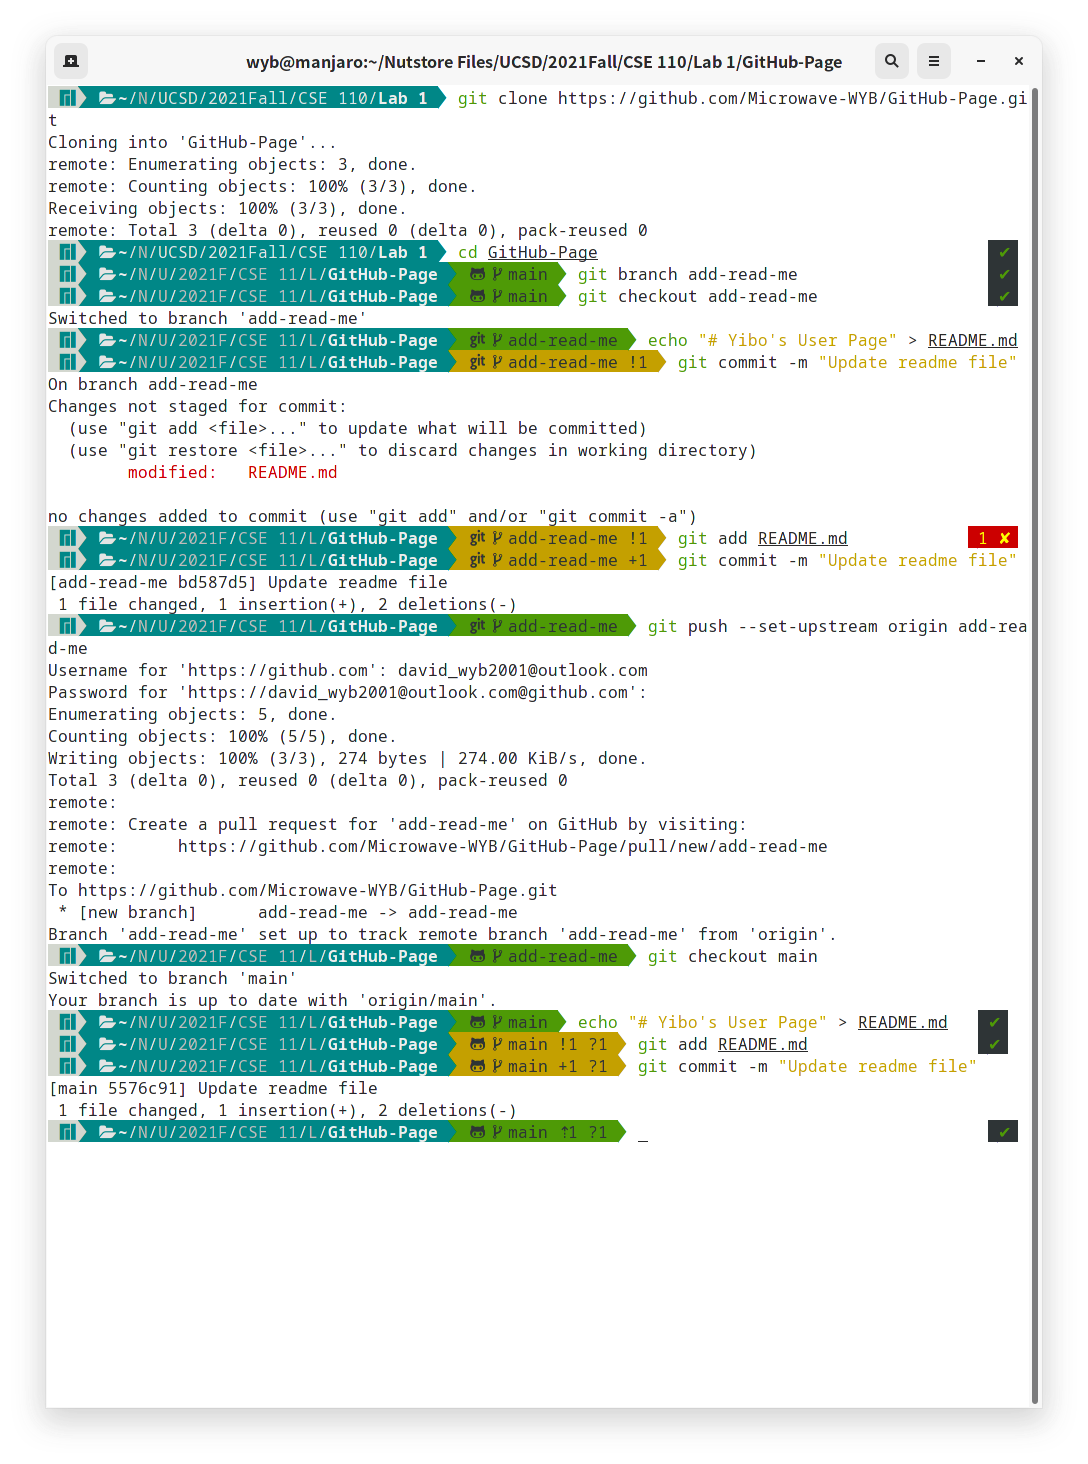 wyb@manjaro:~/Nutstore Files/UCSD/2021Fall/CSE 110/Lab 1/GitHub-Page
~/N/UCSD/2021Fall/CSE 110/Lab 1 git clone https://github.com/Microwave-WYB/GitHub-Page.gi
t
Cloning into 'GitHub-Page'...
remote: Enumerating objects: 3, done.
remote: Counting objects: 100% (3/3), done.
Receiving objects: 100% (3/3), done.
remote: Total 3 (delta 0), reused 0 (delta 0), pack-reused 0
~/N/UCSD/2021Fall/CSE 110/Lab 1 cd GitHub-Page ✔
~/N/U/2021F/CSE 11/L/GitHub-Page main git branch add-read-me ✔
~/N/U/2021F/CSE 11/L/GitHub-Page main git checkout add-read-me ✔
Switched to branch 'add-read-me'
~/N/U/2021F/CSE 11/L/GitHub-Page git add-read-me echo "# Yibo's User Page" > README.md
~/N/U/2021F/CSE 11/L/GitHub-Page git add-read-me !1 git commit -m "Update readme file"
On branch add-read-me
Changes not staged for commit:
  (use "git add <file>..." to update what will be committed)
  (use "git restore <file>..." to discard changes in working directory)
        modified:   README.md
no changes added to commit (use "git add" and/or "git commit -a")
~/N/U/2021F/CSE 11/L/GitHub-Page git add-read-me !1 git add README.md 1 ✘
~/N/U/2021F/CSE 11/L/GitHub-Page git add-read-me +1 git commit -m "Update readme file"
[add-read-me bd587d5] Update readme file
 1 file changed, 1 insertion(+), 2 deletions(-)
~/N/U/2021F/CSE 11/L/GitHub-Page git add-read-me git push --set-upstream origin add-rea
d-me
Username for 'https://github.com': david_wyb2001@outlook.com
Password for 'https://david_wyb2001@outlook.com@github.com':
Enumerating objects: 5, done.
Counting objects: 100% (5/5), done.
Writing objects: 100% (3/3), 274 bytes | 274.00 KiB/s, done.
Total 3 (delta 0), reused 0 (delta 0), pack-reused 0
remote:
remote: Create a pull request for 'add-read-me' on GitHub by visiting:
remote:      https://github.com/Microwave-WYB/GitHub-Page/pull/new/add-read-me
remote:
To https://github.com/Microwave-WYB/GitHub-Page.git
 * [new branch]      add-read-me -> add-read-me
Branch 'add-read-me' set up to track remote branch 'add-read-me' from 'origin'.
~/N/U/2021F/CSE 11/L/GitHub-Page add-read-me git checkout main
Switched to branch 'main'
Your branch is up to date with 'origin/main'.
~/N/U/2021F/CSE 11/L/GitHub-Page main echo "# Yibo's User Page" > README.md ✔
~/N/U/2021F/CSE 11/L/GitHub-Page main !1 ?1 git add README.md ✔
~/N/U/2021F/CSE 11/L/GitHub-Page main +1 ?1 git commit -m "Update readme file"
[main 5576c91] Update readme file
 1 file changed, 1 insertion(+), 2 deletions(-)
~/N/U/2021F/CSE 11/L/GitHub-Page main ⇡1 ?1 _ ✔